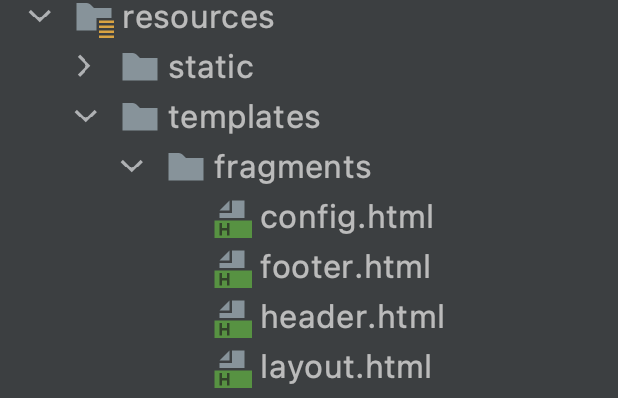 resources
static
templates
fragments
H config.html
H footer.html
H header.html
H layout.html